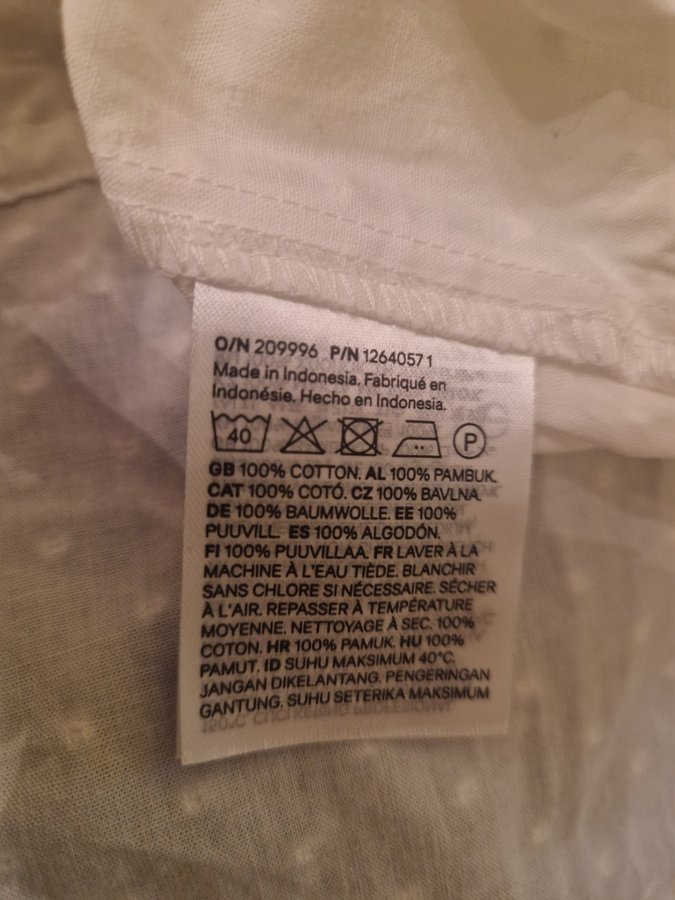 O/N 209996 P/N 12640571
Made in Indonesia. Fabriqué en
Indonésie. Hecho en Indonesia.
40 P
GB 100% COTTON. AL 100% PAMBUK.
CAT 100% COTÓ. CZ 100% BAVLNA.
DE 100% BAUMWOLLE. EE 100%
PUUVILL. ES 100% ALGODÓN.
FI 100% PUUVILLAA. FR LAVER À LA
MACHINE À L'EAU TIÈDE. BLANCHIR
SANS CHLORE SI NÉCESSAIRE. SÉCHER
À L'AIR. REPASSER À TEMPÉRATURE
MOYENNE. NETTOYAGE À SEC. 100%
COTON. HR 100% PAMUK. HU 100%
PAMUT. ID SUHU MAKSIMUM 40°C.
JANGAN DIKELANTANG. PENGERINGAN
GANTUNG. SUHU SETERIKA MAKSIMUM